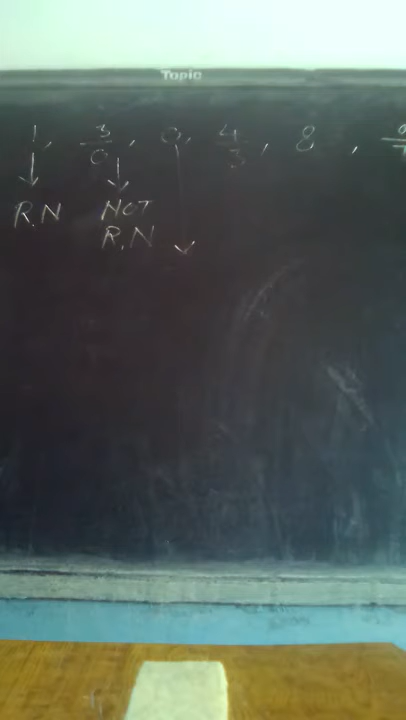 Topic
1, 3/0, 0, 4/3, 8,
R.N NOT
R.N